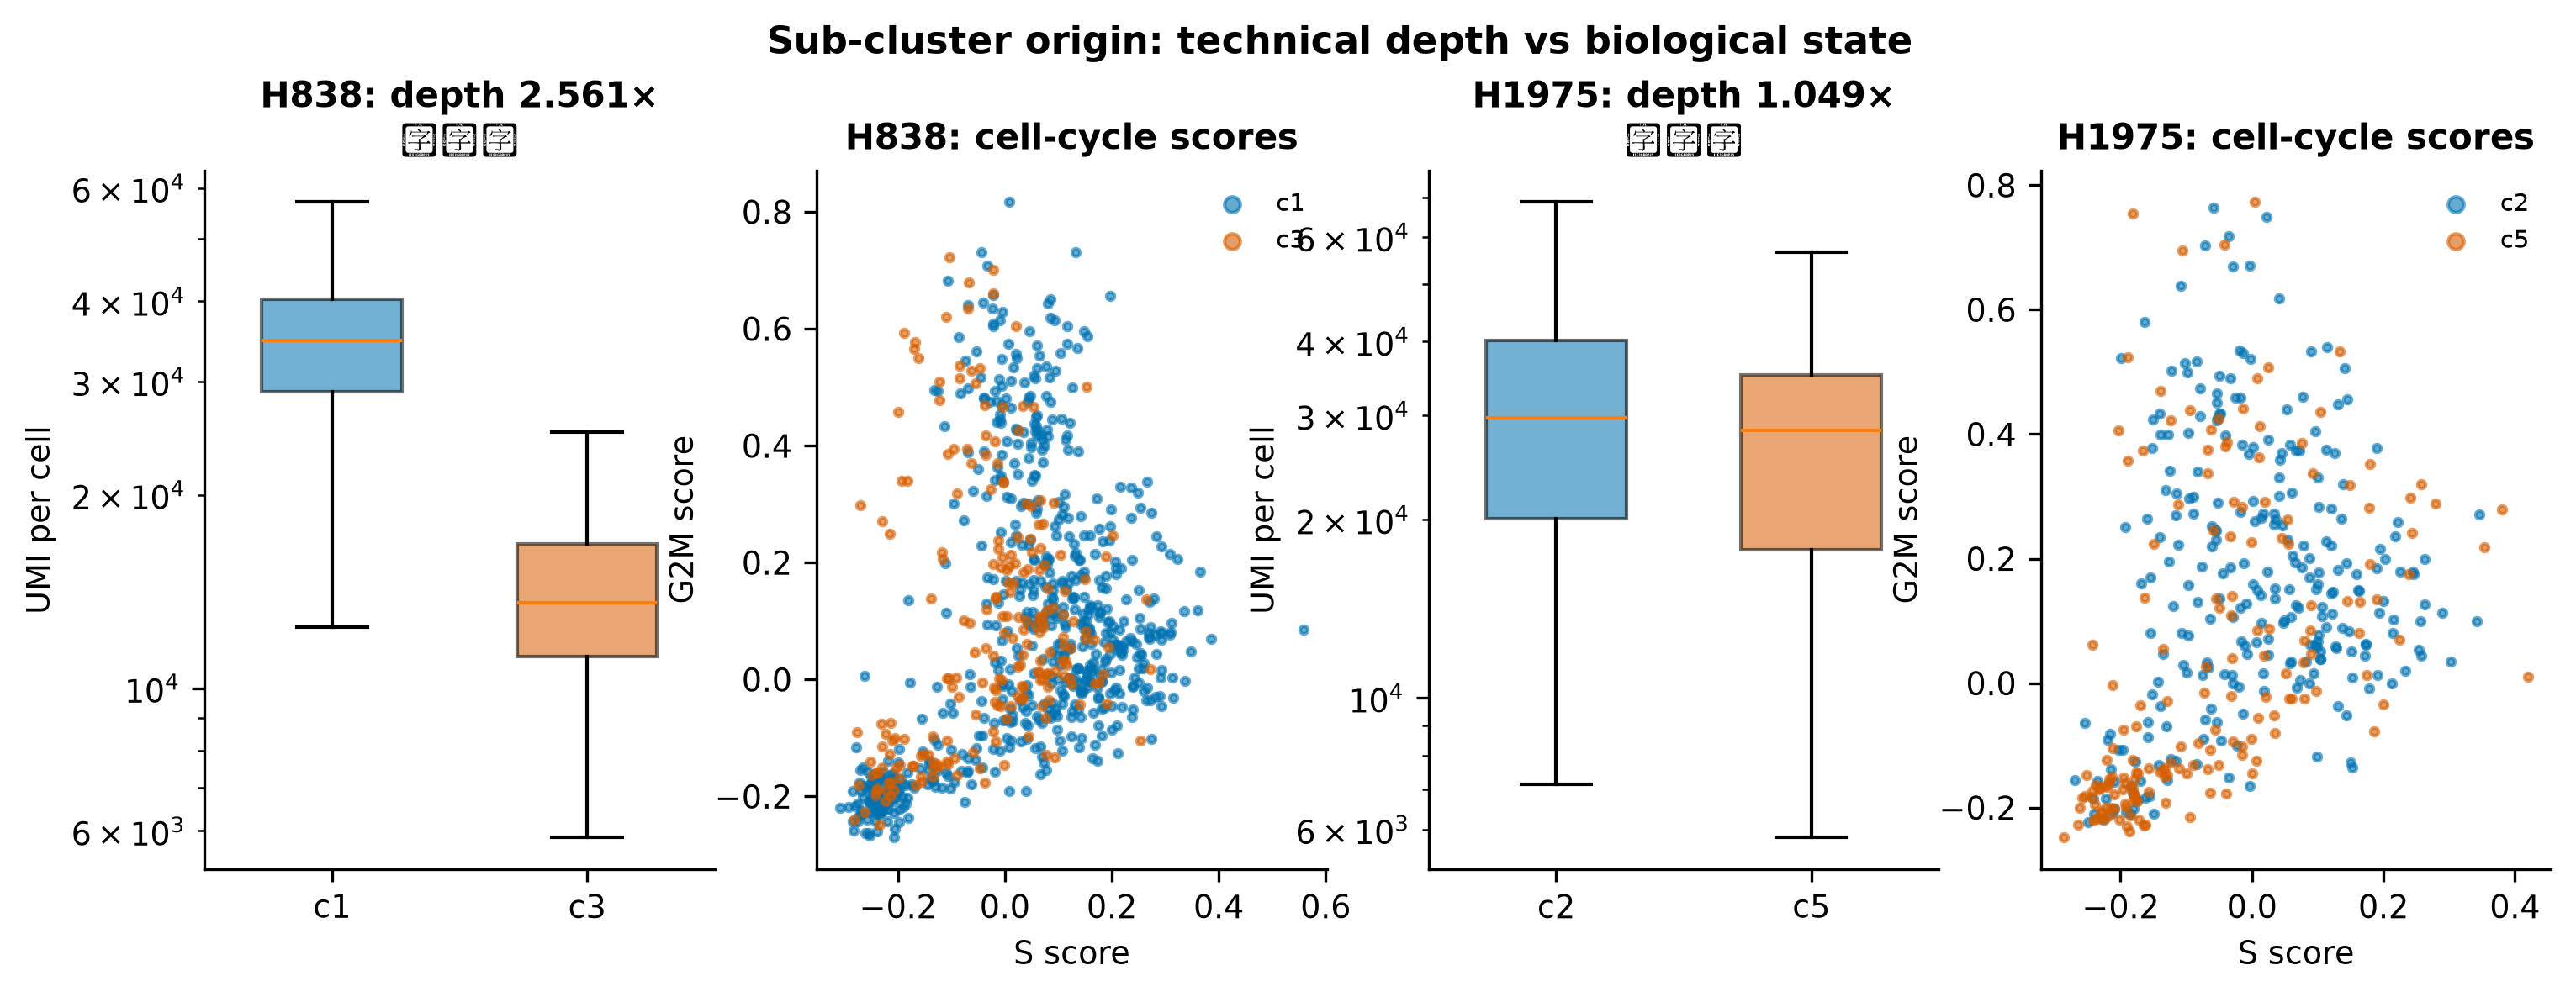 Sub-cluster origin: technical depth vs biological state
H838: depth 2.561×
UMI per cell
6 × 10⁴
4 × 10⁴
3 × 10⁴
2 × 10⁴
10⁴
6 × 10³
c1
c3
H838: cell-cycle scores
c1
c3
G2M score
0.8
0.6
0.4
0.2
0.0
−0.2
−0.2
0.0
0.2
0.4
0.6
S score
H1975: depth 1.049×
UMI per cell
6 × 10⁴
4 × 10⁴
3 × 10⁴
2 × 10⁴
10⁴
6 × 10³
c2
c5
H1975: cell-cycle scores
c2
c5
G2M score
0.8
0.6
0.4
0.2
0.0
−0.2
−0.2
0.0
0.2
0.4
S score